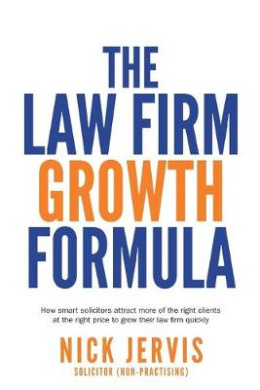 THE
LAW FIRM
GROWTH
FORMULA
How smart solicitors attract more of the right clients
at the right price to grow their law firm quickly
NICK JERVIS
SOLICITOR (NON-PRACTISING)